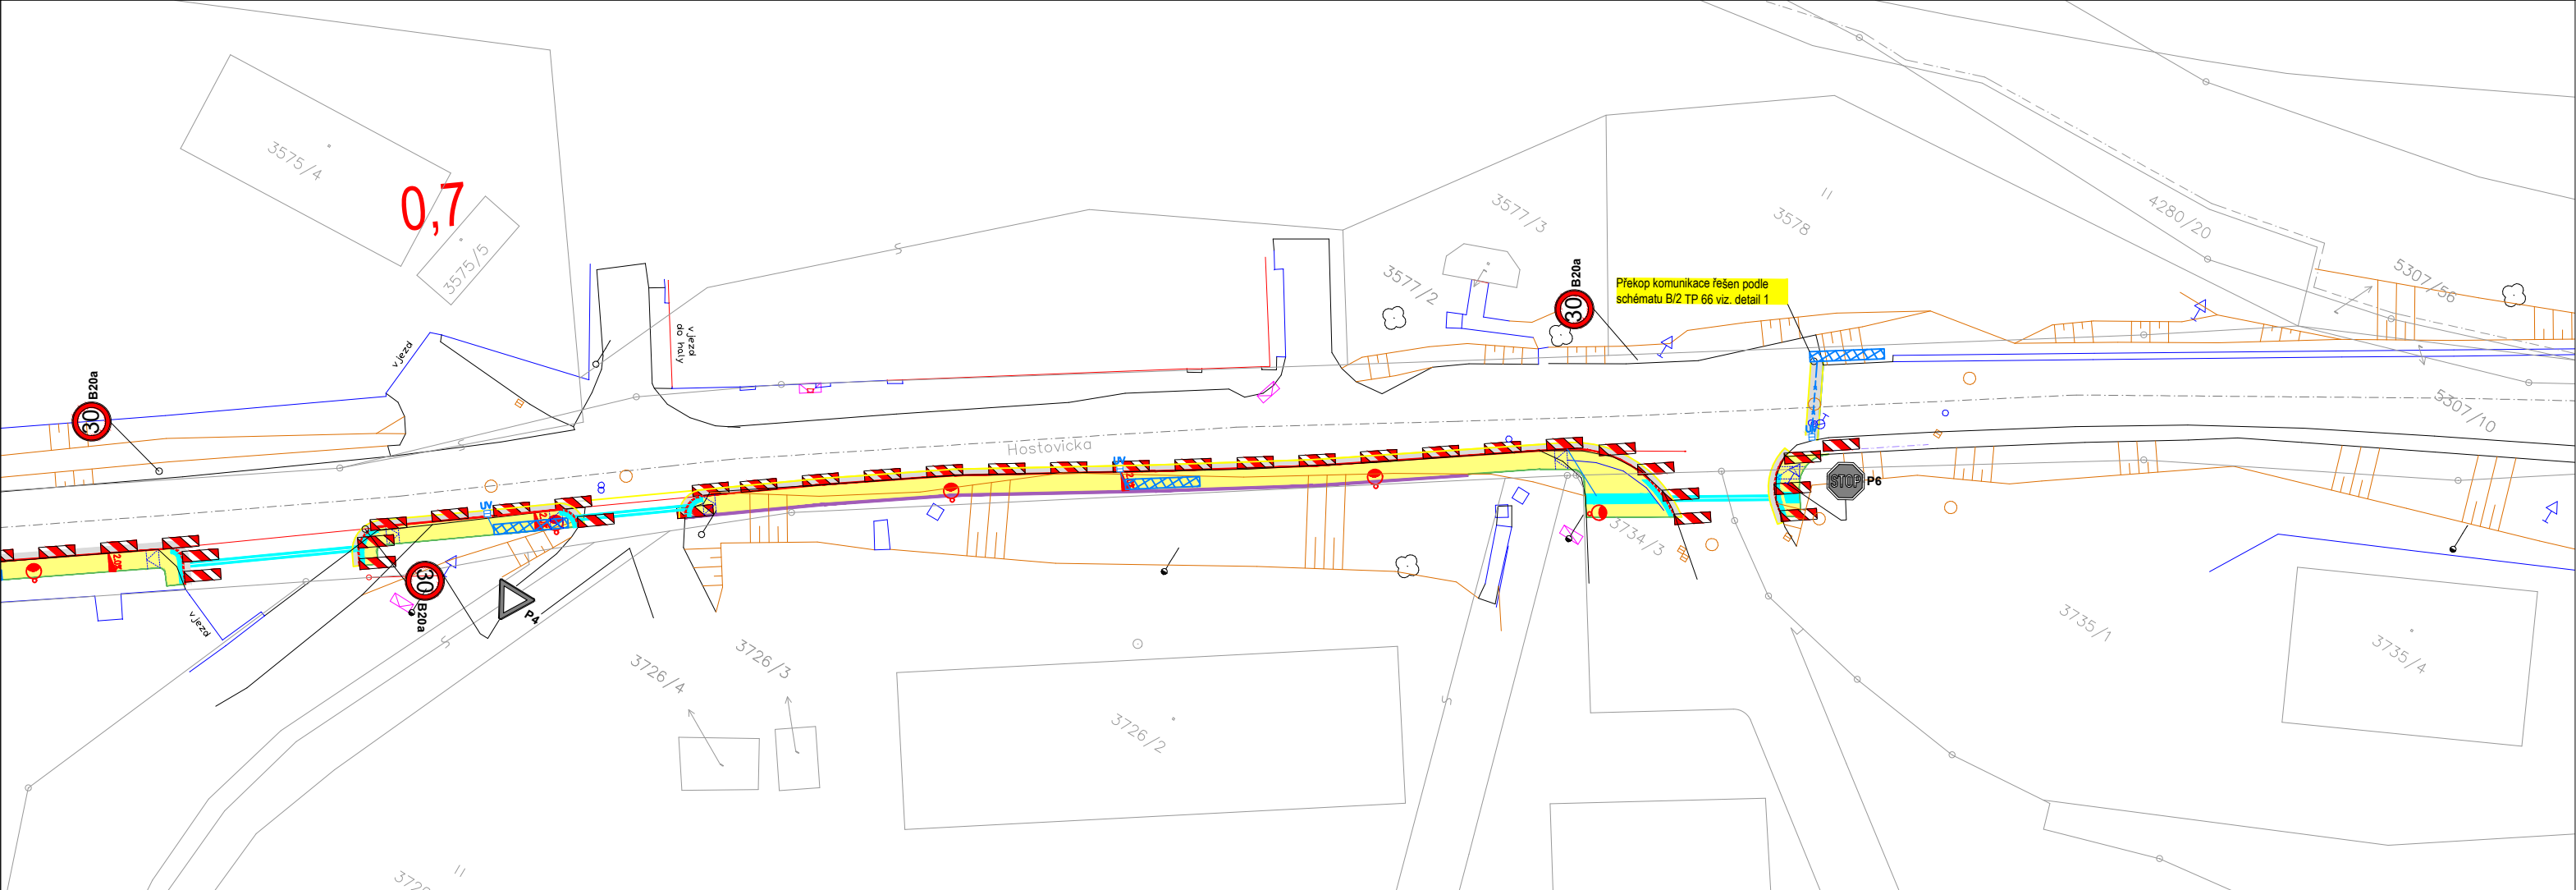 3575/4
0,7
3575/5
3577/3
3577/2
3578
4280/20
5307/56
5307/10
B20a
30
Překop komunikace řešen podle
schématu B/2 TP 66 viz. detail 1
vjezd
vjezd
do haly
B20a
30
Hostovická
STOP
P6
3734/3
30
B20a
P4
vjezd
3726/4
3726/3
3726/2
3735/1
3735/4